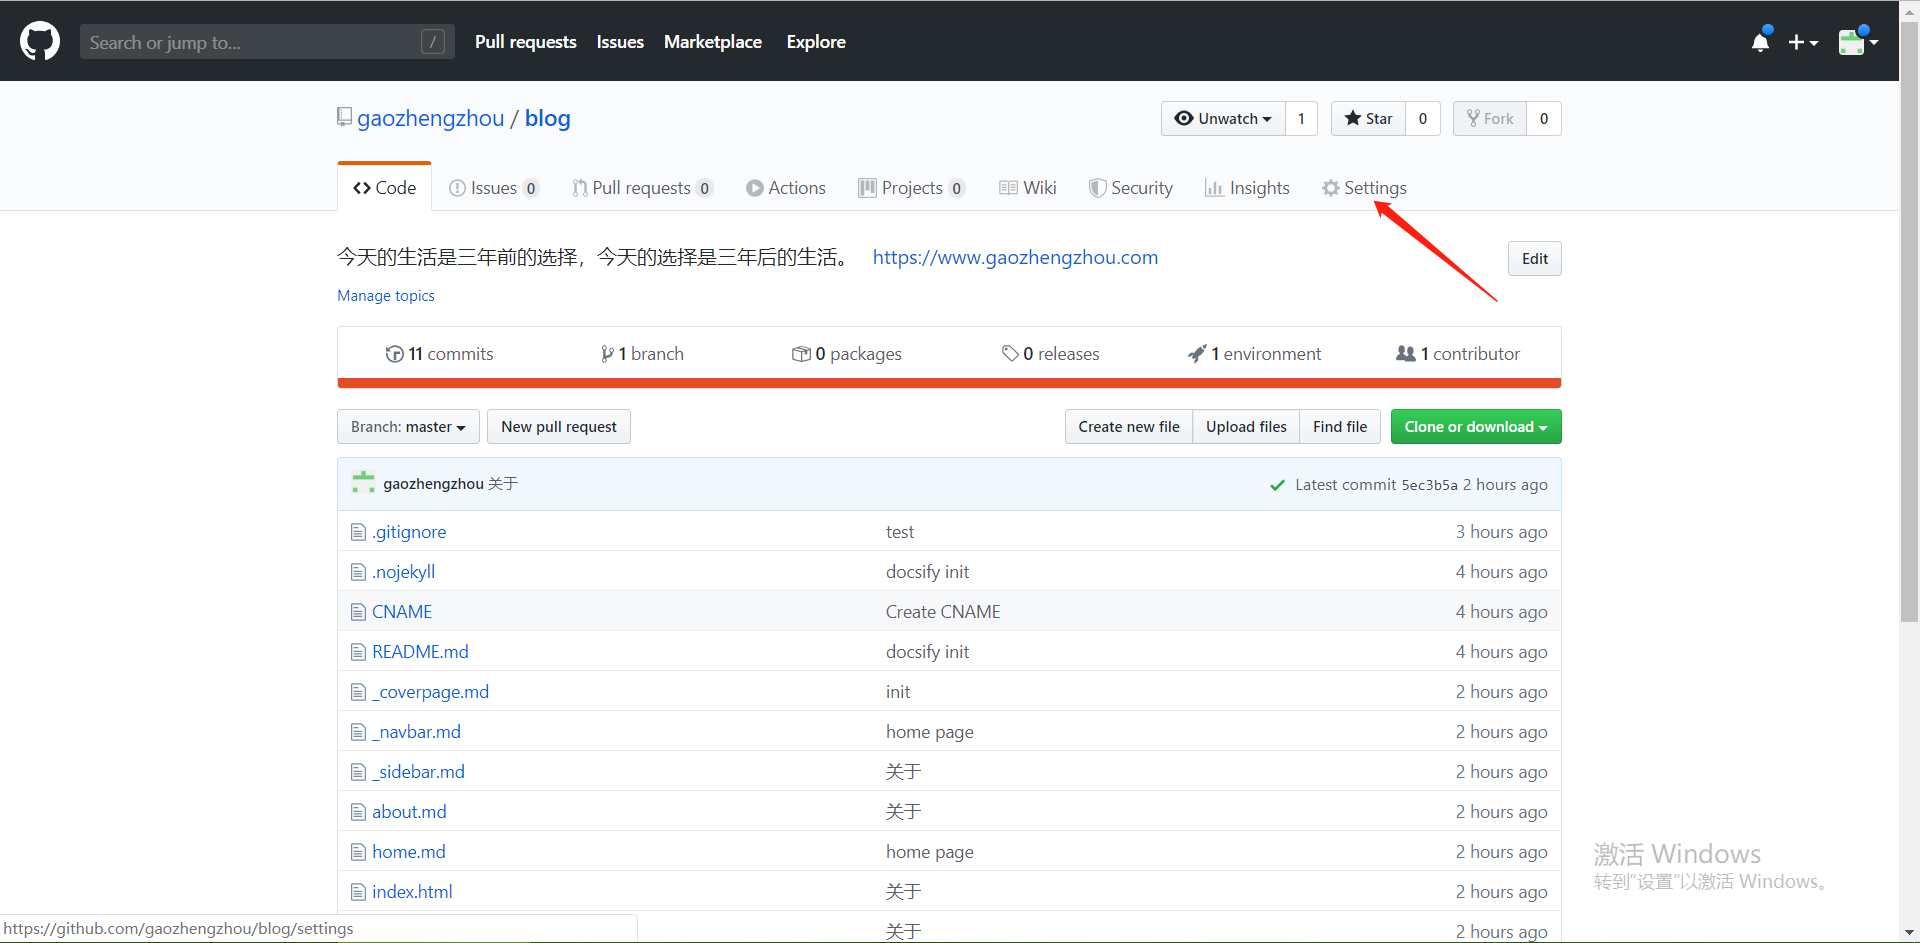 Search or jump to... /
Pull requests Issues Marketplace Explore
gaozhengzhou / blog
Unwatch 1 Star 0 Fork 0
Code Issues 0 Pull requests 0 Actions Projects 0 Wiki Security Insights Settings
今天的生活是三年前的选择，今天的选择是三年后的生活。 https://www.gaozhengzhou.com Edit
Manage topics
11 commits 1 branch 0 packages 0 releases 1 environment 1 contributor
Branch: master New pull request Create new file Upload files Find file Clone or download
gaozhengzhou 关于 Latest commit 5ec3b5a 2 hours ago
.gitignore test 3 hours ago
.nojekyll docsify init 4 hours ago
CNAME Create CNAME 4 hours ago
README.md docsify init 4 hours ago
_coverpage.md init 2 hours ago
_navbar.md home page 2 hours ago
_sidebar.md 关于 2 hours ago
about.md 关于 2 hours ago
home.md home page 2 hours ago
index.html 关于 2 hours ago
关于 2 hours ago
激活 Windows
转到“设置”以激活 Windows。
https://github.com/gaozhengzhou/blog/settings